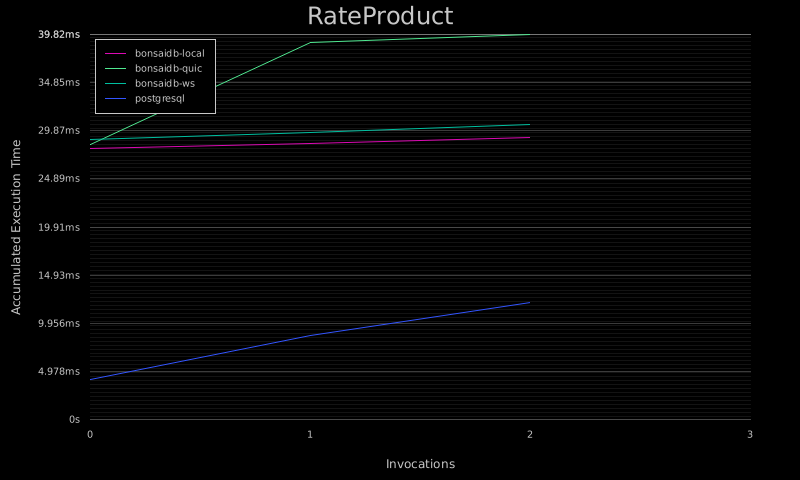 RateProduct
39.82ms
bonsaidb-local
bonsaidb-quic
bonsaidb-ws
postgresql
34.85ms
29.87ms
24.89ms
19.91ms
14.93ms
9.956ms
4.978ms
0s
Accumulated Execution Time
0 1 2 3
Invocations